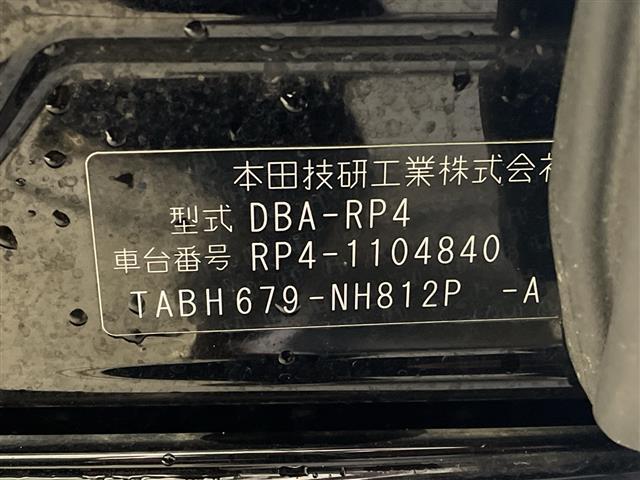 本田技研工業株式会
型式 DBA-RP4
車台番号 RP4-1104840
TABH679-NH812P -A